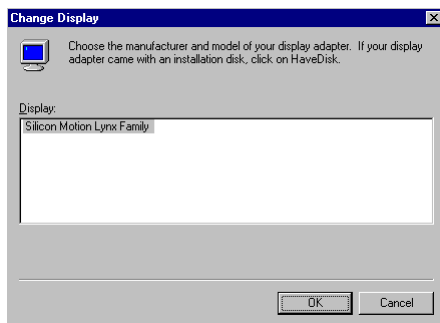 Change Display
Choose the manufacturer and model of your display adapter. If your display
adapter came with an installation disk, click on HaveDisk.
Display:
Silicon Motion Lynx Family
OK Cancel